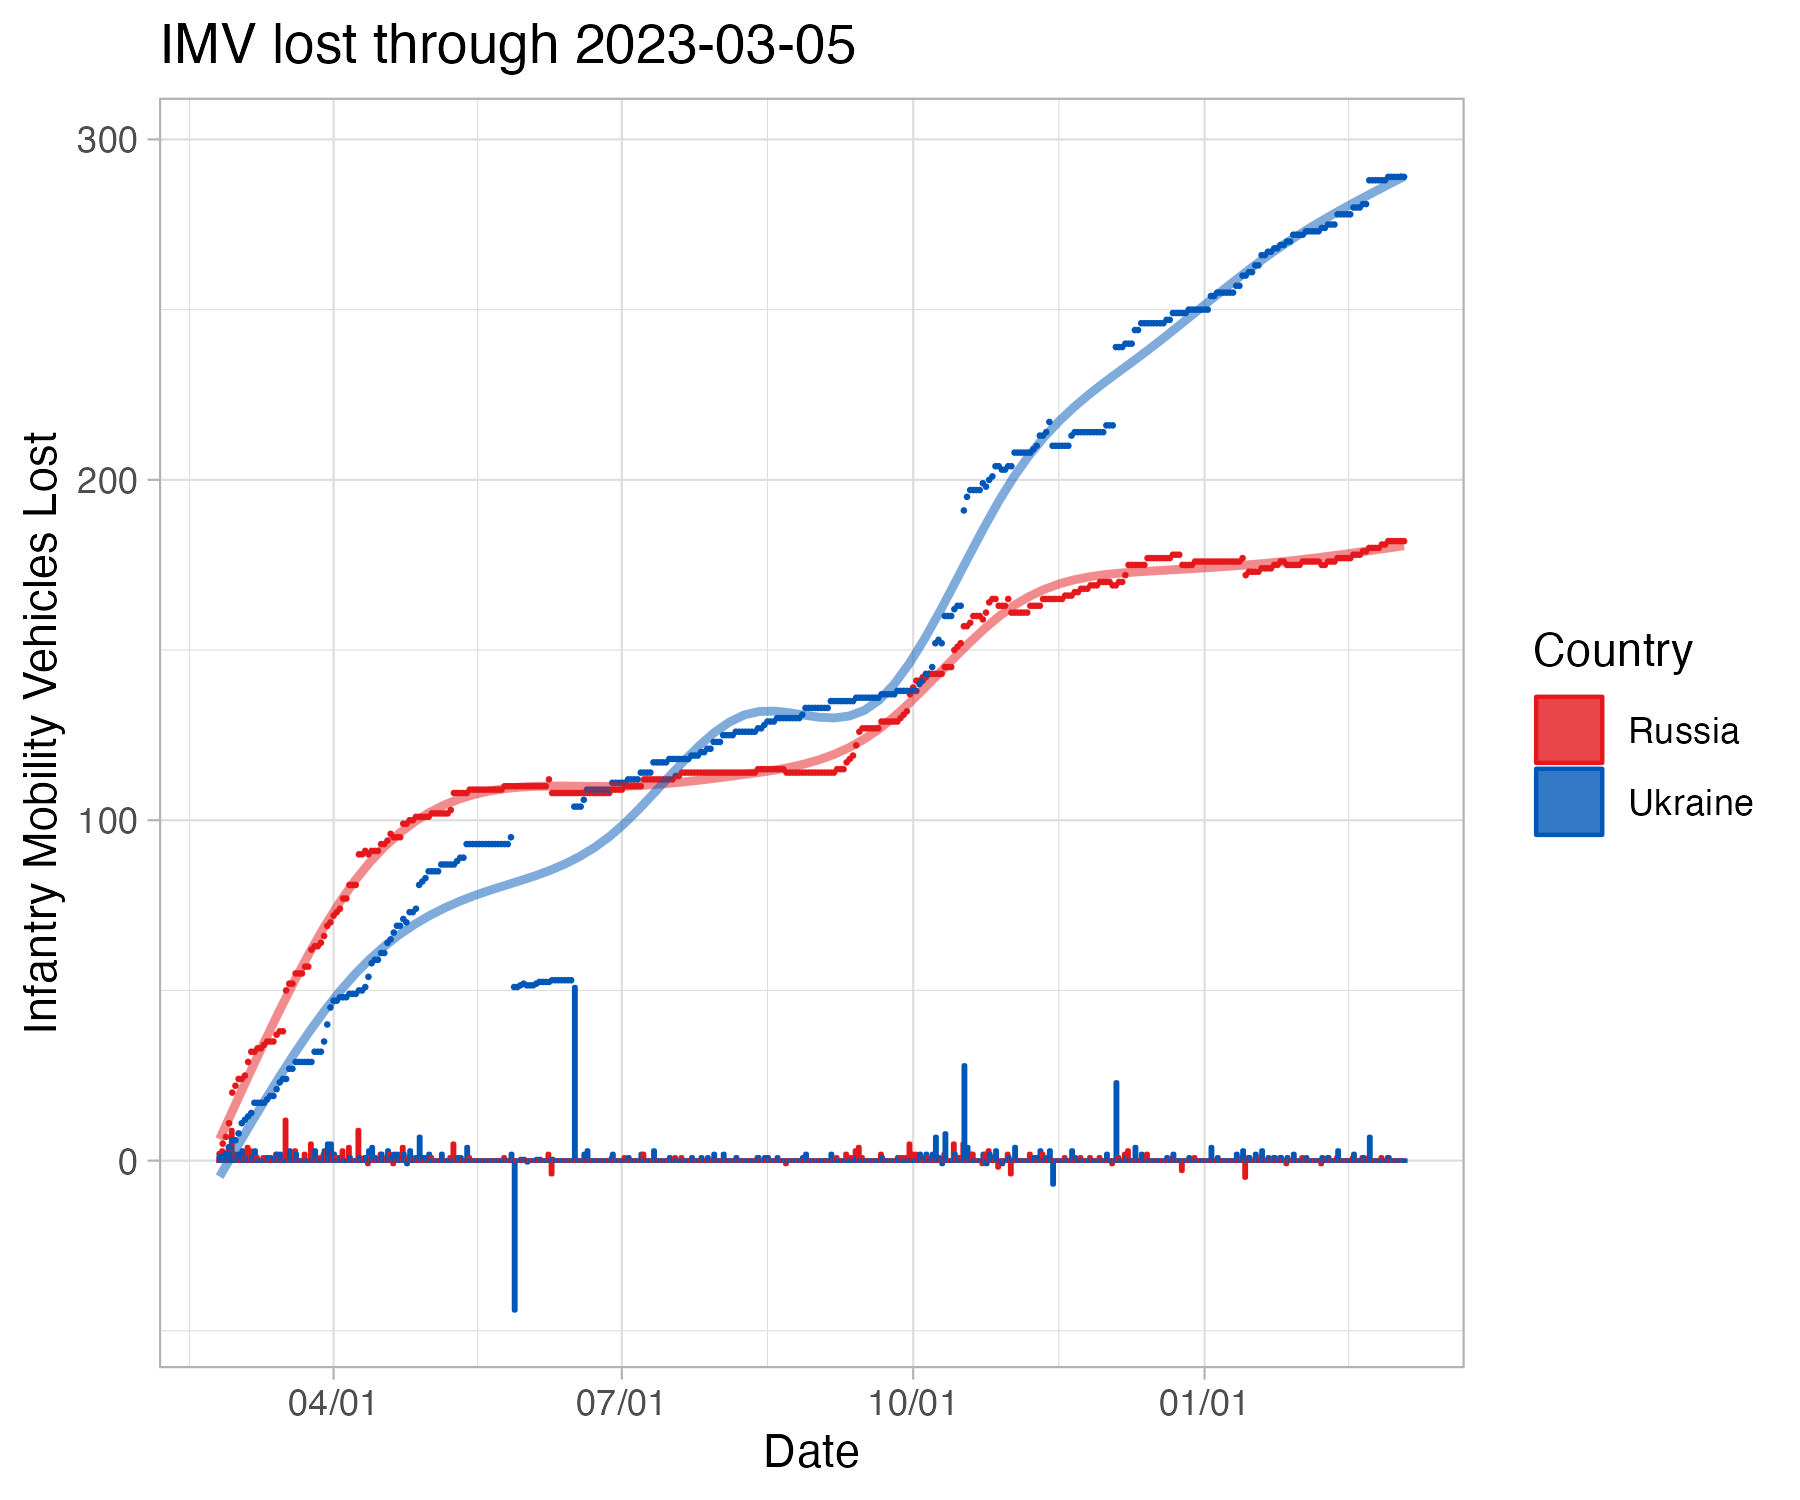 IMV lost through 2023-03-05
Infantry Mobility Vehicles Lost
300
200
100
0
04/01
07/01
10/01
01/01
Date
Country
Russia
Ukraine